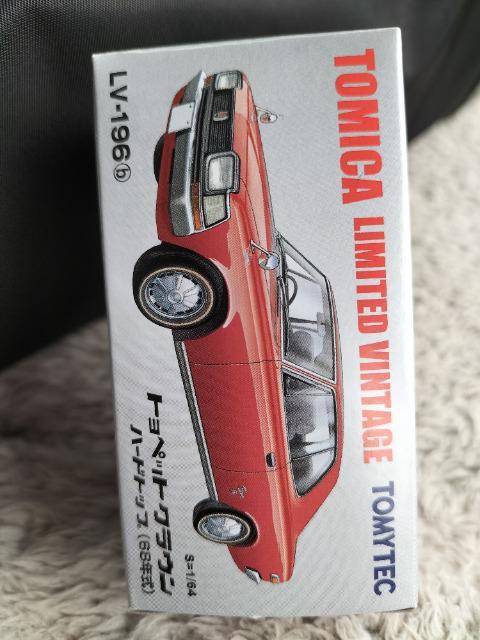 TOMICA LIMITED VINTAGE TOMYTEC
LV-196ⓑ
トヨペットクラウン
ハードトップ (68年式)
S=1/64